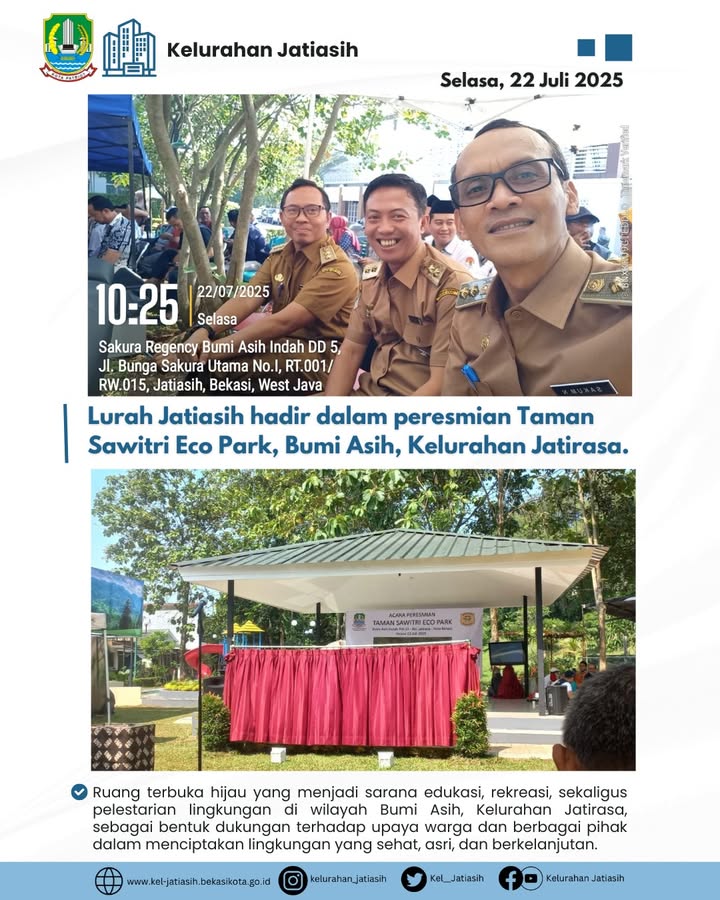 KOTA PATRIOT
Kelurahan Jatiasih
Selasa, 22 Juli 2025
10:25
22/07/2025
Selasa
Sakura Regency Bumi Asih Indah DD 5,
Jl. Bunga Sakura Utama No.I, RT.001/
RW.015, Jatiasih, Bekasi, West Java
Lurah Jatiasih hadir dalam peresmian Taman
Sawitri Eco Park, Bumi Asih, Kelurahan Jatirasa.
ACARA PERESMIAN
TAMAN SAWITRI ECO PARK
Ruang terbuka hijau yang menjadi sarana edukasi, rekreasi, sekaligus
pelestarian lingkungan di wilayah Bumi Asih, Kelurahan Jatirasa,
sebagai bentuk dukungan terhadap upaya warga dan berbagai pihak
dalam menciptakan lingkungan yang sehat, asri, dan berkelanjutan.
www.kel-jatiasih.bekasikota.go.id
kelurahan_jatiasih
Kel__Jatiasih
Kelurahan Jatiasih